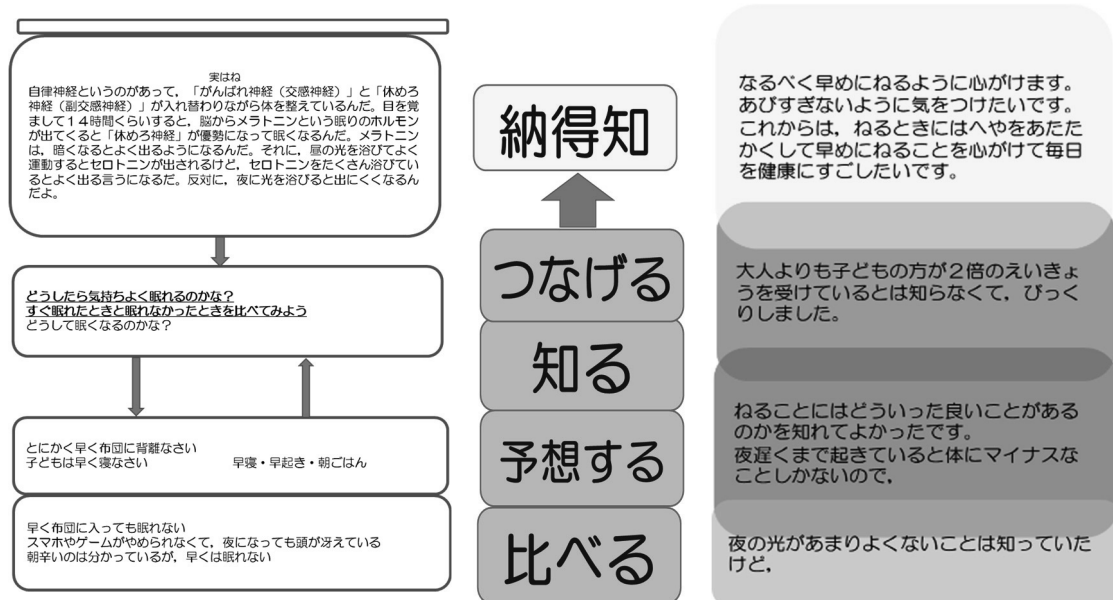 実はね
自律神経というのがあって，「がんばれ神経（交感神経）」と「休めろ
神経（副交感神経）」が入れ替わりながら体を整えているんだ。目を覚
まして１４時間くらいすると，脳からメラトニンという眠りのホルモン
が出てくると「休めろ神経」が優勢になって眠くなるんだ。メラトニン
は，暗くなるとよく出るようになるんだ。それに，昼の光を浴びてよく
運動するとセロトニンが出されるけど，セロトニンをたくさん浴びてい
るとよく出る言うになるだ。反対に，夜に光を浴びると出にくくなるん
だよ。
どうしたら気持ちよく眠れるのかな？
すぐ眠れたときと眠れなかったときを比べてみよう
どうして眠くなるのかな？
とにかく早く布団に背離なさい
子どもは早く寝なさい
早寝・早起き・朝ごはん
早く布団に入っても眠れない
スマホやゲームがやめられなくて，夜になっても頭が冴えている
朝辛いのは分かっているが，早くは眠れない
納得知
つなげる
知る
予想する
比べる
なるべく早めにねるように心がけます。
あびすぎないように気をつけたいです。
これからは，ねるときにはへやをあたた
かくして早めにねることを心がけて毎日
を健康にすごしたいです。
大人よりも子どもの方が２倍のえいきょ
うを受けているとは知らなくて，びっく
りしました。
ねることにはどういった良いことがある
のかを知れてよかったです。
夜遅くまで起きていると体にマイナスな
ことしかないので，
夜の光があまりよくないことは知っていた
けど，